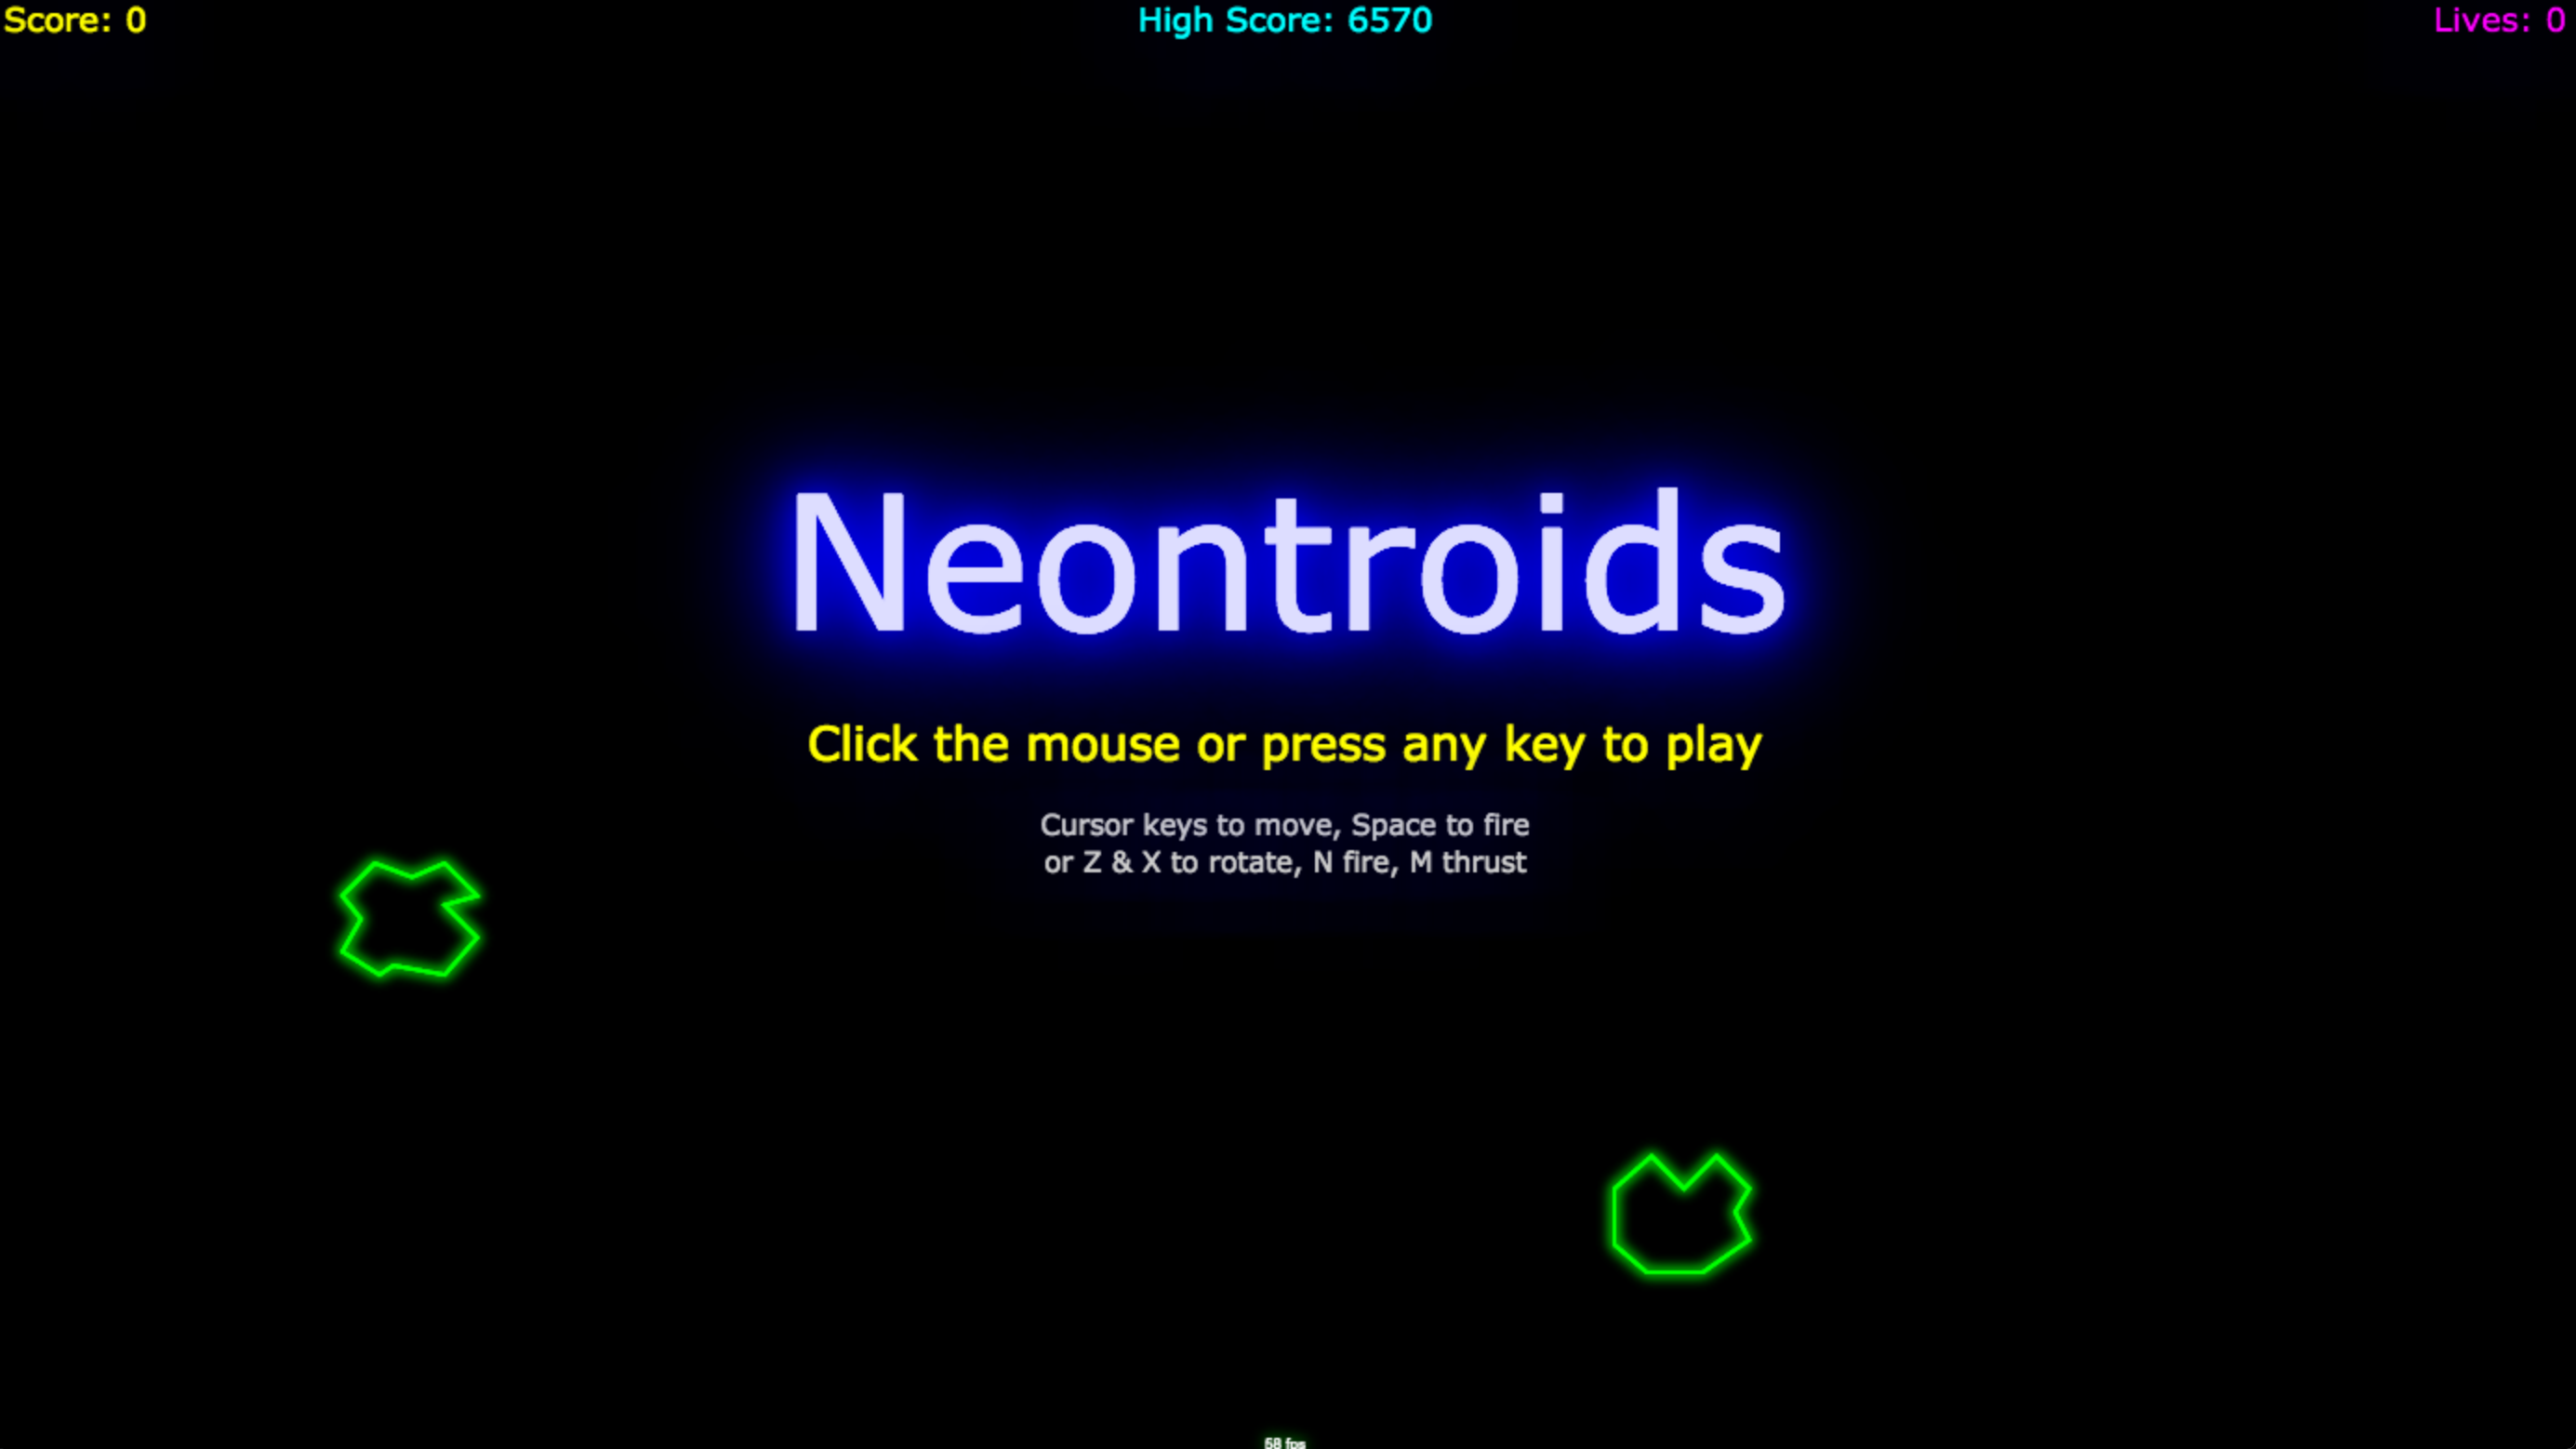 Score: 0
High Score: 6570
Lives: 0
Neontroids
Click the mouse or press any key to play
Cursor keys to move, Space to fire
or Z & X to rotate, N fire, M thrust
58 fps